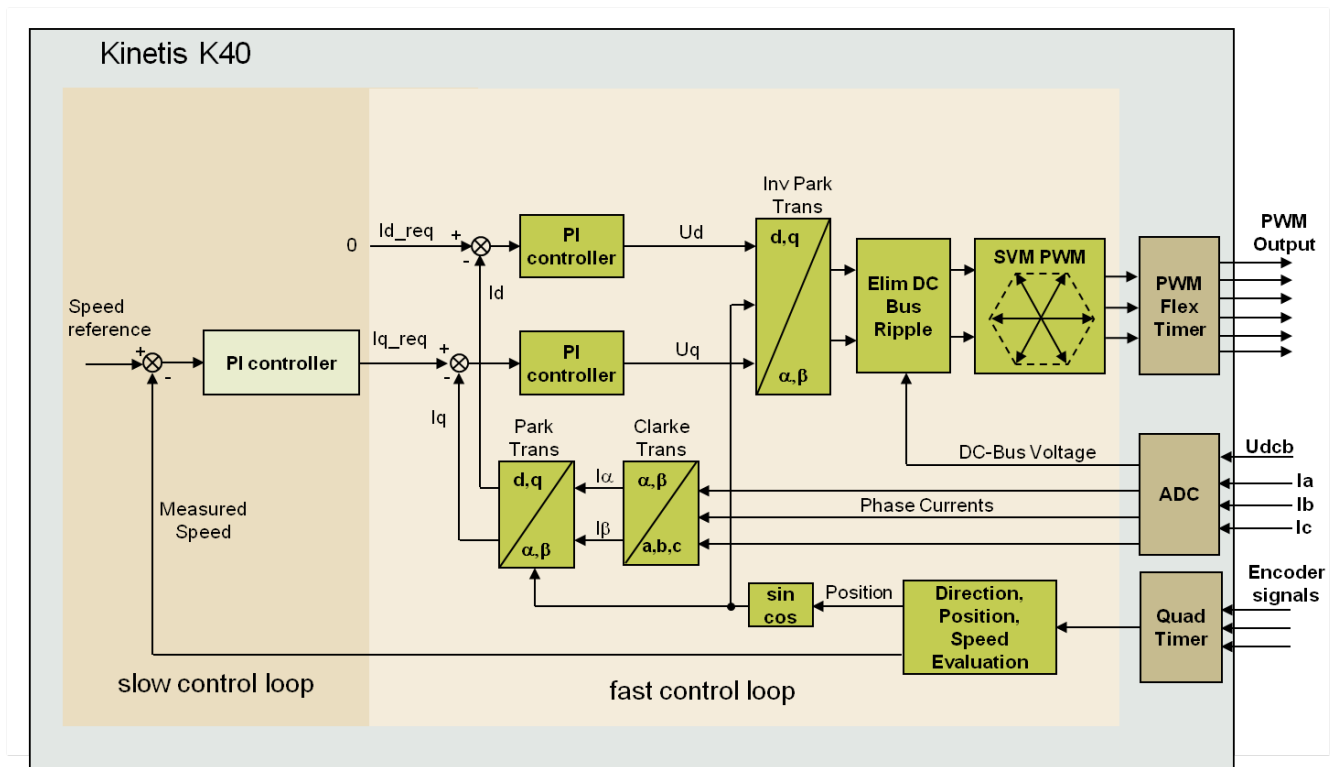 Kinetis K40
Inv Park
Trans
0
Id_req
+
-
PI
controller
Ud
d,q
α,β
Elim DC
Bus
Ripple
SVM PWM
PWM
Flex
Timer
PWM
Output
Id
Speed
reference
+
-
PI controller
Iq_req
+
-
PI
controller
Uq
Iq
Park
Trans
Clarke
Trans
d,q
α,β
Iα
Iβ
α,β
a,b,c
DC-Bus Voltage
Phase Currents
ADC
Udcb
Ia
Ib
Ic
Measured
Speed
sin
cos
Position
Direction,
Position,
Speed
Evaluation
Quad
Timer
Encoder
signals
slow control loop
fast control loop